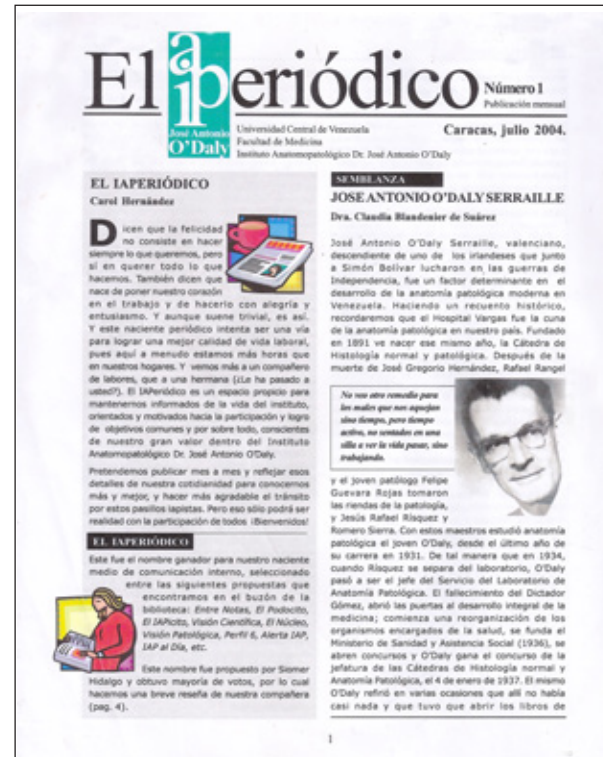 El iaperiódico
Número 1
Publicación mensual
José Antonio
O'Daly
Universidad Central de Venezuela
Facultad de Medicina
Instituto Anatomopatológico Dr. José Antonio O'Daly
Caracas, julio 2004.
EL IAPERIÓDICO
Carol Hernández
Dicen que la felicidad
no consiste en hacer
siempre lo que queremos, pero
sí en querer todo lo que
hacemos. También dicen que
nace de poner nuestro corazón
en el trabajo y de hacerlo con alegría y
entusiasmo. Y aunque suene trivial, es así.
Y este naciente periódico intenta ser una vía
para lograr una mejor calidad de vida laboral,
pues aquí a menudo estamos más horas que
en nuestros hogares. Y vemos más a un compañero
de labores, que a una hermana (¿Le ha pasado a
usted?). El IAPeriódico es un espacio propicio para
mantenernos informados de la vida del instituto,
orientados y motivados hacia la participación y logro
de objetivos comunes y por sobre todo, conscientes
de nuestro gran valor dentro del Instituto
Anatomopatológico Dr. José Antonio O'Daly.
Pretendemos publicar mes a mes y reflejar esos
detalles de nuestra cotidianidad para conocernos
más y mejor, y hacer más agradable el tránsito
por estos pasillos iapistas. Pero eso sólo podrá ser
realidad con la participación de todos ¡Bienvenidos!
EL IAPERIÓDICO
Este fue el nombre ganador para nuestro naciente
medio de comunicación interno, seleccionado
entre las siguientes propuestas que
encontramos en el buzón de la
biblioteca: Entre Notas, El Podocito,
El IAPicito, Visión Científica, El Núcleo,
Visión Patológica, Perfil 6, Alerta IAP,
IAP al Día, etc.
Este nombre fue propuesto por Siomer
Hidalgo y obtuvo mayoría de votos, por lo cual
hacemos una breve reseña de nuestra compañera
(pag. 4).
SEMBLANZA
JOSE ANTONIO O'DALY SERRAILLE
Dra. Claudia Blandenier de Suárez
José Antonio O'Daly Serraille, valenciano,
descendiente de uno de los irlandeses que junto
a Simón Bolívar lucharon en las guerras de
Independencia, fue un factor determinante en el
desarrollo de la anatomía patológica moderna en
Venezuela. Haciendo un recuento histórico,
recordaremos que el Hospital Vargas fue la cuna
de la anatomía patológica en nuestro país. Fundado
en 1891 ve nacer ese mismo año, la Cátedra de
Histología normal y patológica. Después de la
muerte de José Gregorio Hernández, Rafael Rangel
No veo otro remedio para
los males que nos aquejan
sino tiempo, pero tiempo
activo, no sentados en una
silla a ver la vida pasar, sino
trabajando.
y el joven patólogo Felipe
Guevara Rojas tomaron
las riendas de la patología,
y Jesús Rafael Rísquez y
Romero Sierra. Con estos maestros estudió anatomía
patológica el joven O'Daly, desde el último año de
su carrera en 1931. De tal manera que en 1934,
cuando Rísquez se separa del laboratorio, O'Daly
pasó a ser el jefe del Servicio del Laboratorio de
Anatomía Patológica. El fallecimiento del Dictador
Gómez, abrió las puertas al desarrollo integral de la
medicina; comienza una reorganización de los
organismos encargados de la salud, se funda el
Ministerio de Sanidad y Asistencia Social (1936), se
abren concursos y O'Daly gana el concurso de la
jefatura de las Cátedras de Histología normal y
Anatomía Patológica, el 4 de enero de 1937. El mismo
O'Daly refirió en varias ocasiones que allí no había
casi nada y que tuvo que abrir los libros de
1